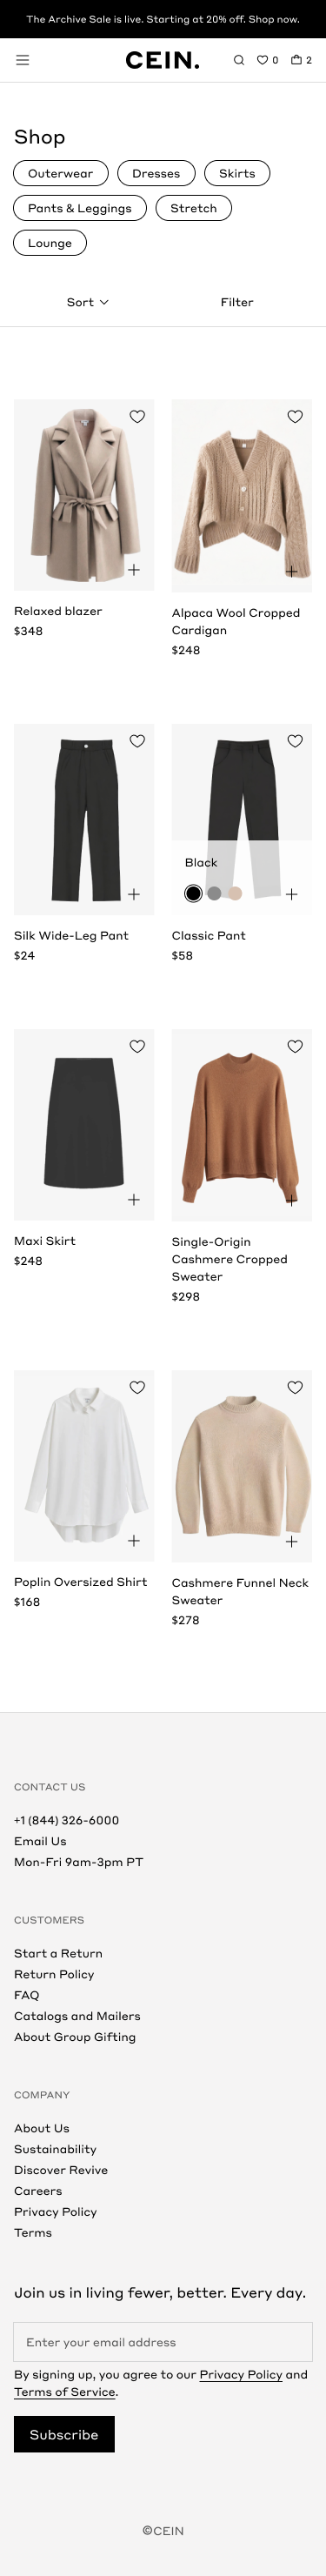 The Archive Sale is live. Starting at 20% off. Shop now.
CEIN.
0
2
Shop
Outerwear
Dresses
Skirts
Pants & Leggings
Stretch
Lounge
Sort
Filter
Relaxed blazer
$348
Alpaca Wool Cropped
Cardigan
$248
Black
Silk Wide-Leg Pant
$24
Classic Pant
$58
Maxi Skirt
$248
Single-Origin
Cashmere Cropped
Sweater
$298
Poplin Oversized Shirt
$168
Cashmere Funnel Neck
Sweater
$278
CONTACT US
+1 (844) 326-6000
Email Us
Mon-Fri 9am-3pm PT
CUSTOMERS
Start a Return
Return Policy
FAQ
Catalogs and Mailers
About Group Gifting
COMPANY
About Us
Sustainability
Discover Revive
Careers
Privacy Policy
Terms
Join us in living fewer, better. Every day.
Enter your email address
By signing up, you agree to our Privacy Policy and
Terms of Service.
Subscribe
©CEIN